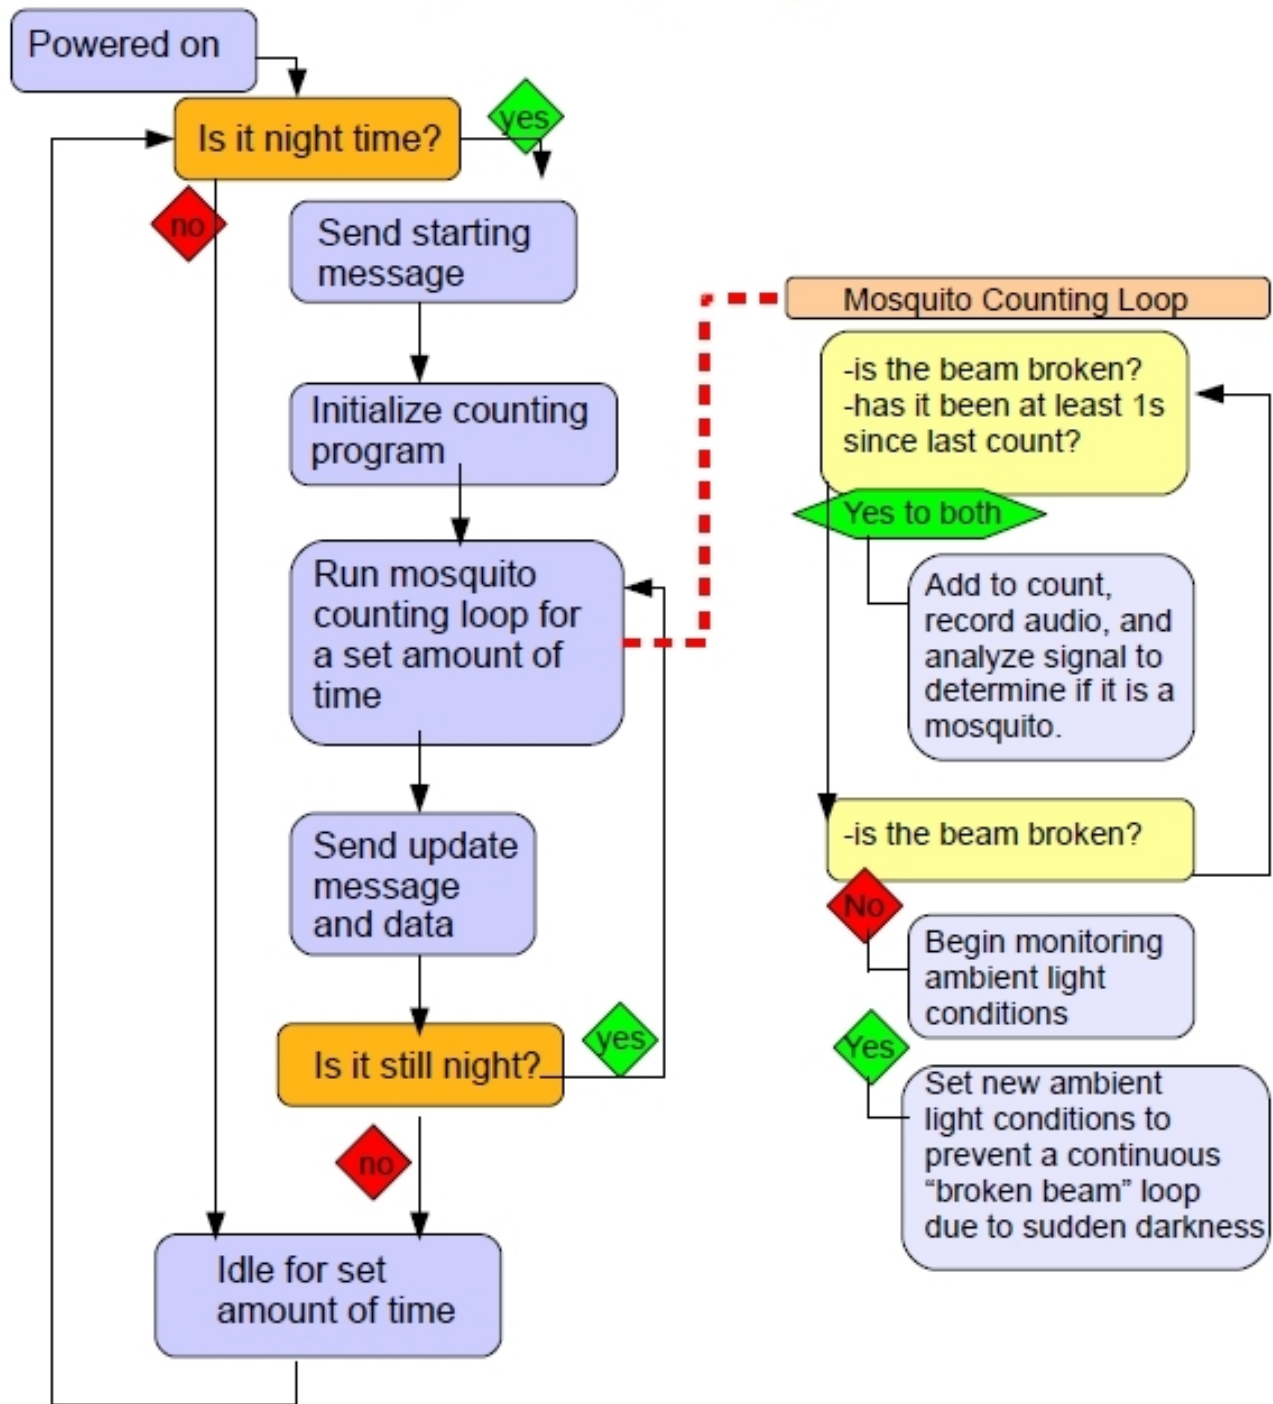 Powered on
Is it night time?
yes
no
Send starting
message
Initialize counting
program
Run mosquito
counting loop for
a set amount of
time
Send update
message
and data
Is it still night?
yes
no
Idle for set
amount of time
Mosquito Counting Loop
-is the beam broken?
-has it been at least 1s
since last count?
Yes to both
Add to count,
record audio, and
analyze signal to
determine if it is a
mosquito.
-is the beam broken?
No
Begin monitoring
ambient light
conditions
Yes
Set new ambient
light conditions to
prevent a continuous
“broken beam” loop
due to sudden darkness